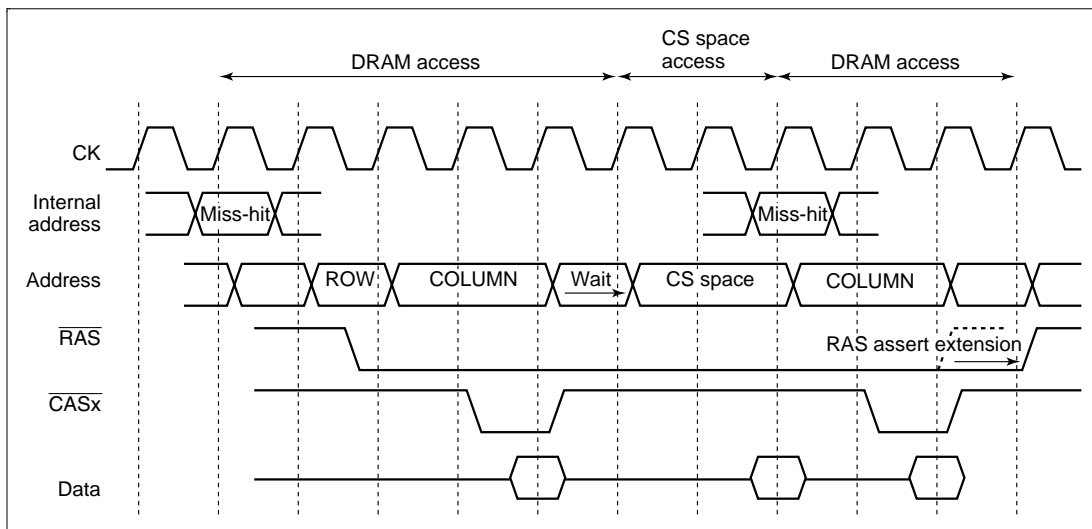 CS space
access
DRAM access
DRAM access
CK
Internal
address
Miss-hit
Miss-hit
Address
ROW
COLUMN
Wait
CS space
COLUMN
RAS
RAS assert extension
CASx
Data